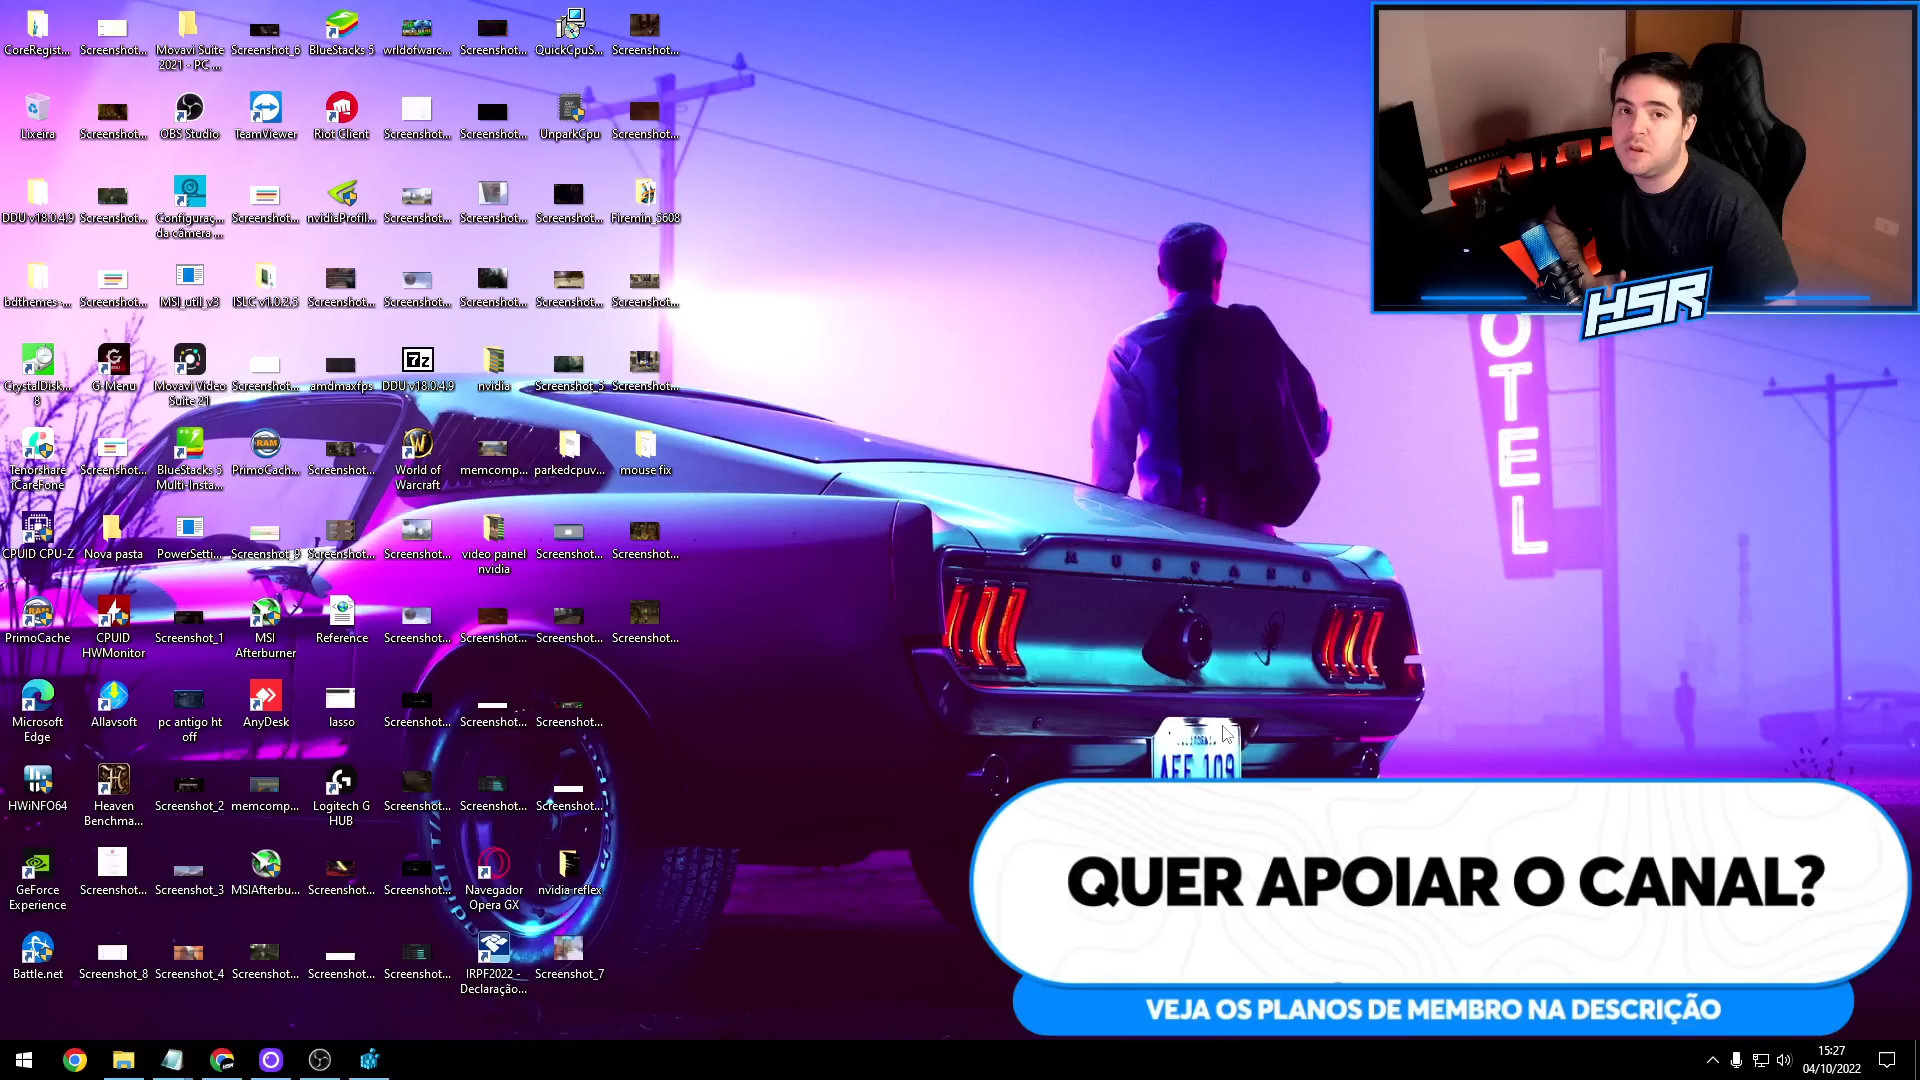 CoreRegist...
Screenshot...
Movavi Suite
2021 - PC ...
Screenshot_6
BlueStacks 5
wrldofwarc...
Screenshot...
QuickCpuS...
Screenshot...
Lixeira
Screenshot...
OBS Studio
TeamViewer
Riot Client
Screenshot...
Screenshot...
UnparkCpu
Screenshot...
DDU v18.0.4.9
Screenshot...
Configuraç...
da câmera ...
Screenshot...
nvidiaProfil...
Screenshot...
Screenshot...
Screenshot...
Firemin_6608
bdthemes-...
Screenshot...
MSI_util_v3
ISLC v1.0.2.5
Screenshot...
Screenshot...
Screenshot...
Screenshot...
Screenshot...
CrystalDisk...
8
G-Menu
Movavi Video
Suite 21
Screenshot...
amdmaxfps
DDU v18.0.4.9
nvidia
Screenshot_5
Screenshot...
Tenorshare
iCareFone
Screenshot...
BlueStacks 5
Multi-Insta...
PrimoCach...
Screenshot...
World of
Warcraft
memcomp...
parkedcpuv...
mouse fix
CPUID CPU-Z
Nova pasta
PowerSetti...
Screenshot_9
Screenshot...
Screenshot...
video painel
nvidia
Screenshot...
Screenshot...
PrimoCache
CPUID
HWMonitor
Screenshot_1
MSI
Afterburner
Reference
Screenshot...
Screenshot...
Screenshot...
Screenshot...
Microsoft
Edge
Allavsoft
pc antigo ht
off
AnyDesk
lasso
Screenshot...
Screenshot...
Screenshot...
HWiNFO64
Heaven
Benchma...
Screenshot_2
memcomp...
Logitech G
HUB
Screenshot...
Screenshot...
Screenshot...
GeForce
Experience
Screenshot...
Screenshot_3
MSIAfterbu...
Screenshot...
Screenshot...
Navegador
Opera GX
nvidia reflex
Battle.net
Screenshot_8
Screenshot_4
Screenshot...
Screenshot...
Screenshot...
IRPF2022 -
Declaração...
Screenshot_7
HSR
OTEL
MUSTANG
AEE 109
QUER APOIAR O CANAL?
VEJA OS PLANOS DE MEMBRO NA DESCRIÇÃO
15:27
04/10/2022